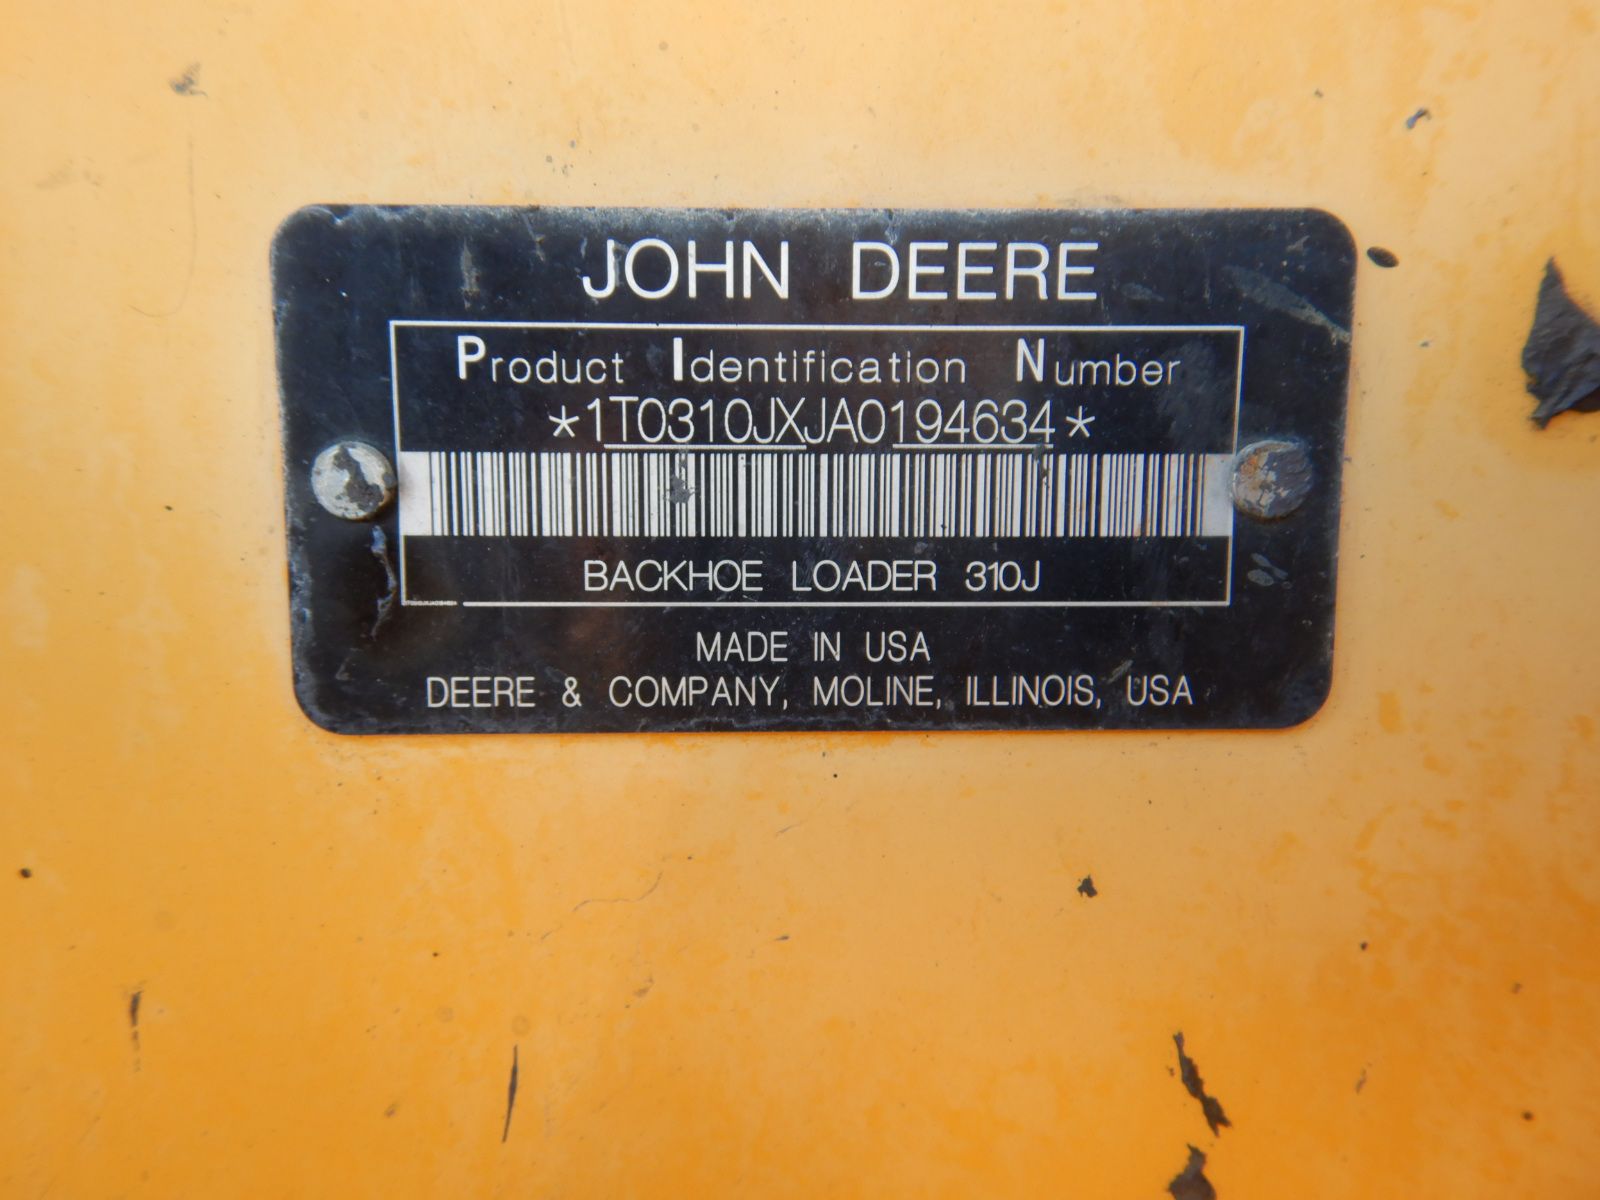 JOHN DEERE
Product Identification Number
*1T0310JXJA0194634*
BACKHOE LOADER 310J
MADE IN USA
DEERE & COMPANY, MOLINE, ILLINOIS, USA